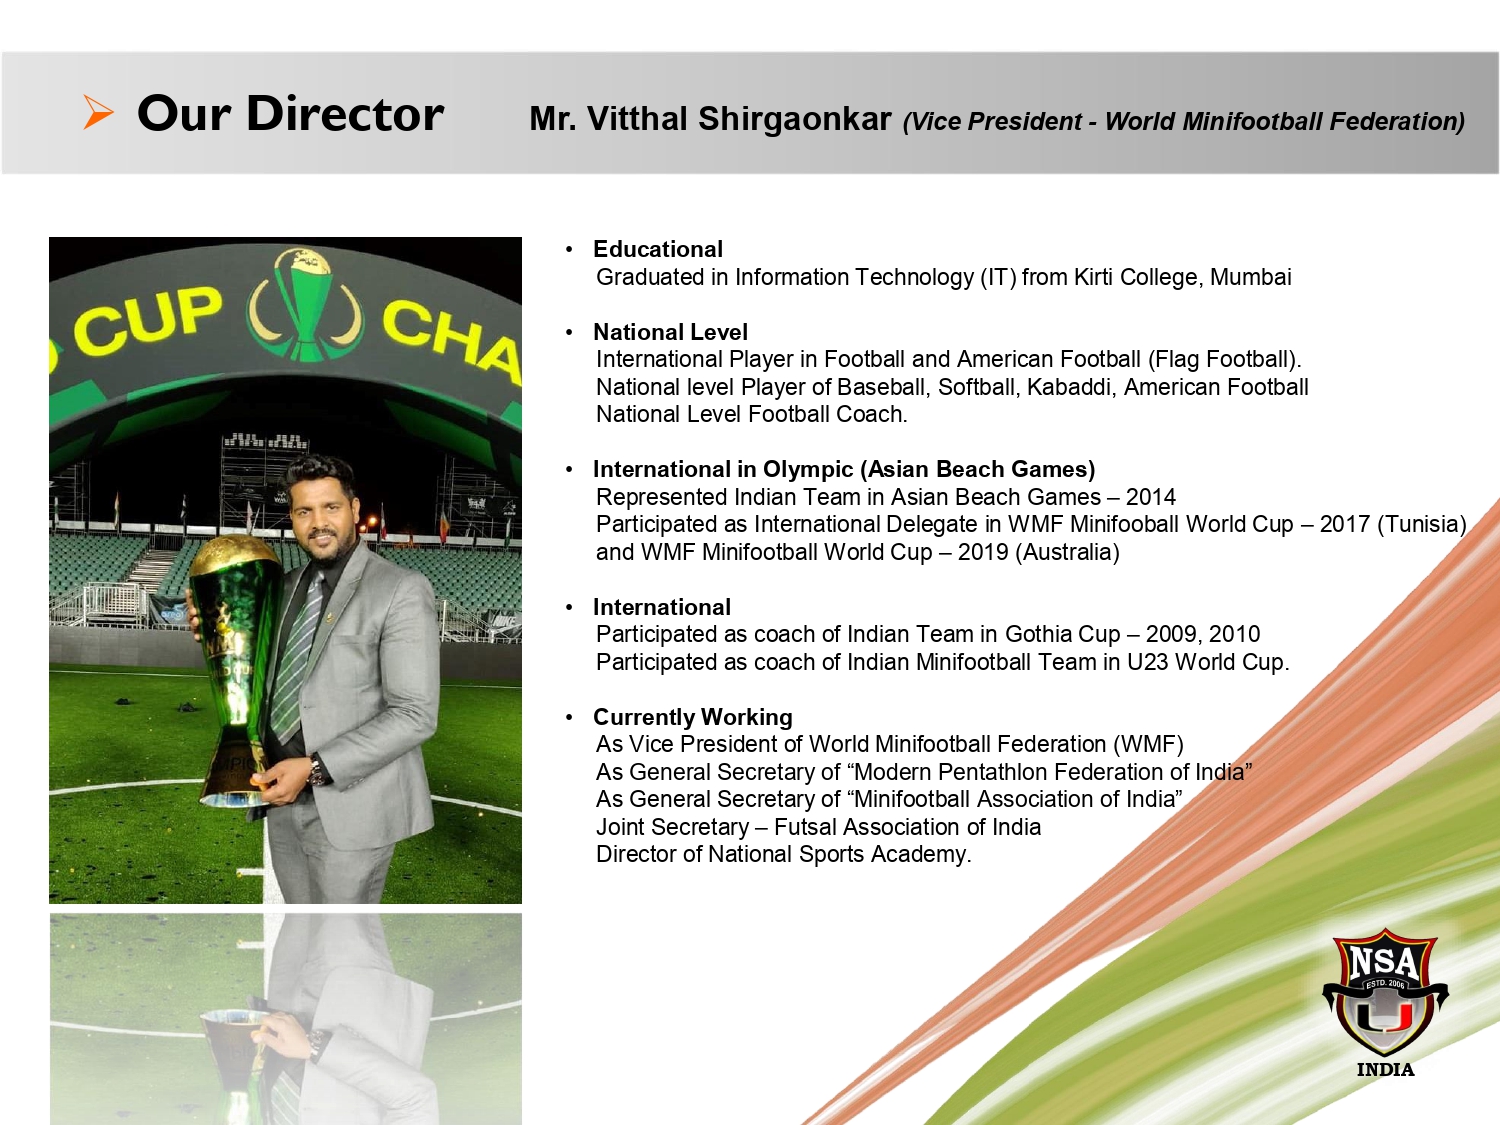 Our Director
Mr. Vitthal Shirgaonkar (Vice President - World Minifootball Federation)
CUP
CHA
• Educational
Graduated in Information Technology (IT) from Kirti College, Mumbai
• National Level
International Player in Football and American Football (Flag Football).
National level Player of Baseball, Softball, Kabaddi, American Football
National Level Football Coach.
• International in Olympic (Asian Beach Games)
Represented Indian Team in Asian Beach Games – 2014
Participated as International Delegate in WMF Minifooball World Cup – 2017 (Tunisia)
and WMF Minifootball World Cup – 2019 (Australia)
• International
Participated as coach of Indian Team in Gothia Cup – 2009, 2010
Participated as coach of Indian Minifootball Team in U23 World Cup.
• Currently Working
As Vice President of World Minifootball Federation (WMF)
As General Secretary of “Modern Pentathlon Federation of India”
As General Secretary of “Minifootball Association of India”
Joint Secretary – Futsal Association of India
Director of National Sports Academy.
NSA
ESTD. 2006
INDIA